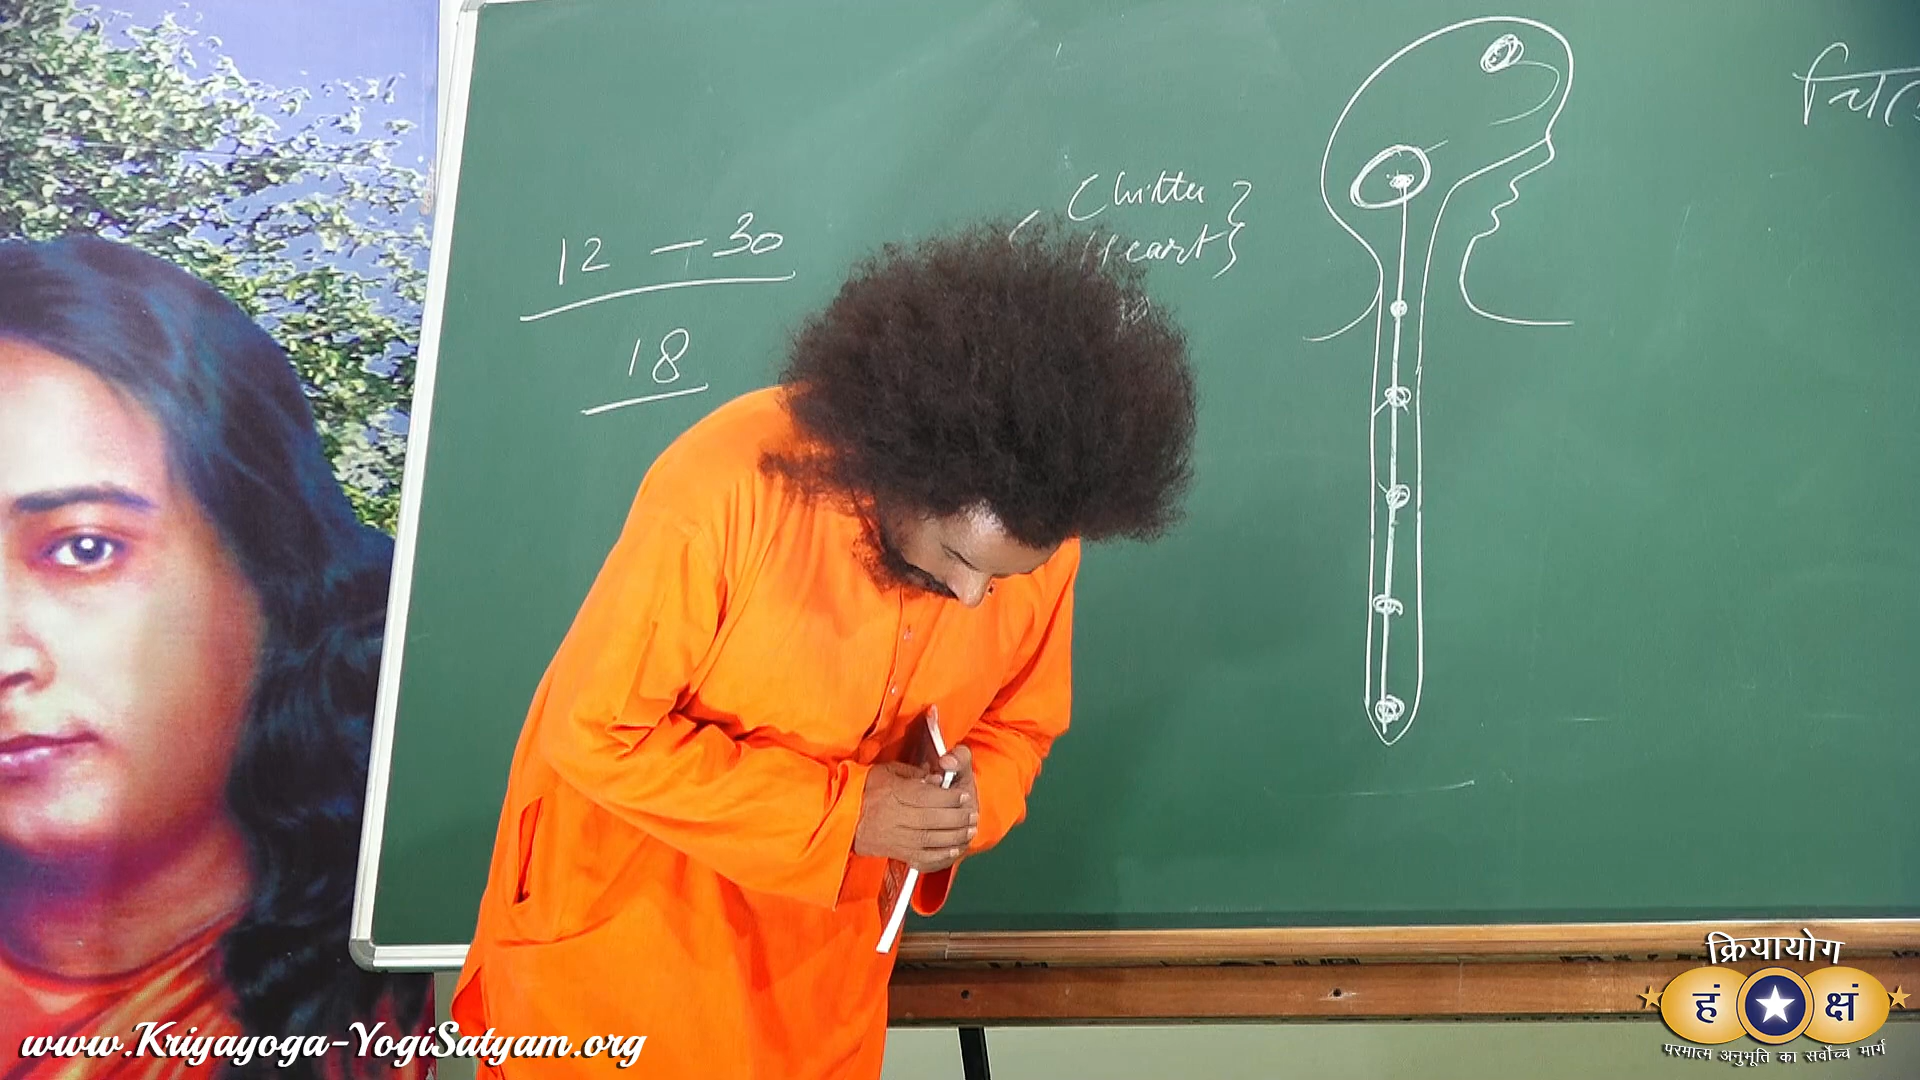 12 - 30
18
Chitta
Heart
www.Kriyayoga-YogiSatyam.org
क्रियायोग
हं क्षं
परमात्म अनुभूति का सर्वोच्च मार्ग